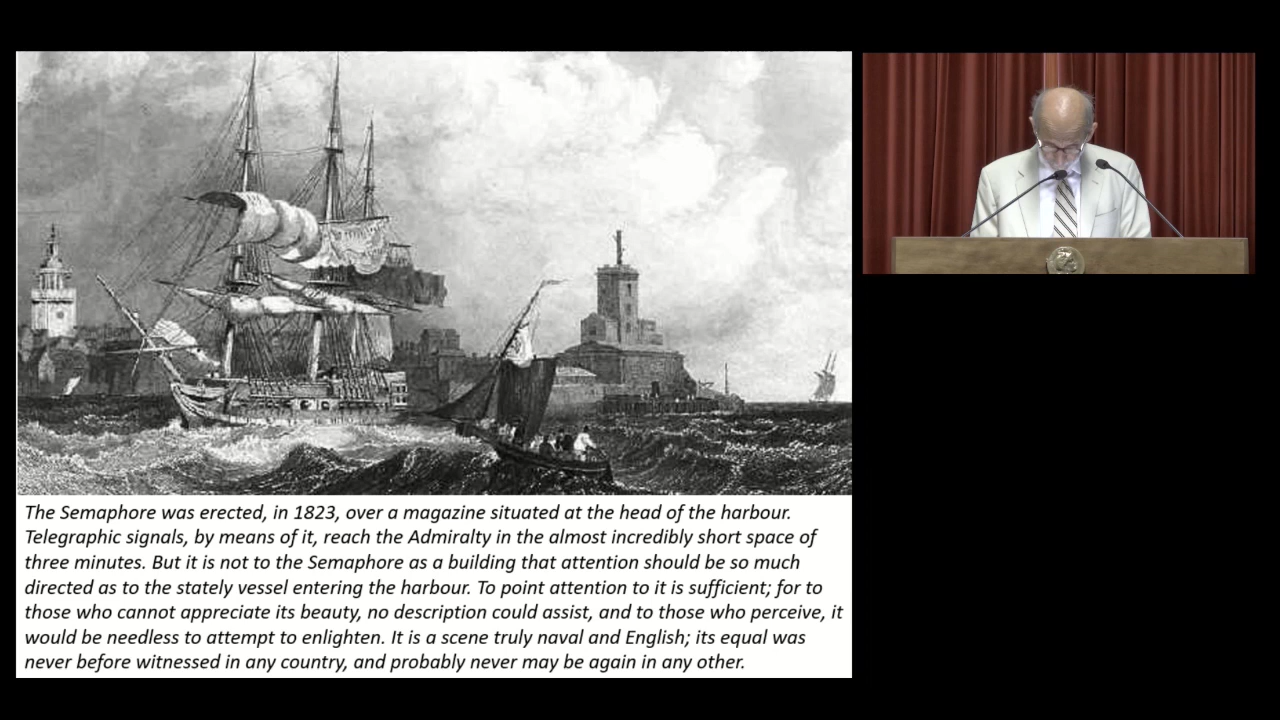 The Semaphore was erected, in 1823, over a magazine situated at the head of the harbour.
Telegraphic signals, by means of it, reach the Admiralty in the almost incredibly short space of
three minutes. But it is not to the Semaphore as a building that attention should be so much
directed as to the stately vessel entering the harbour. To point attention to it is sufficient; for to
those who cannot appreciate its beauty, no description could assist, and to those who perceive, it
would be needless to attempt to enlighten. It is a scene truly naval and English; its equal was
never before witnessed in any country, and probably never may be again in any other.